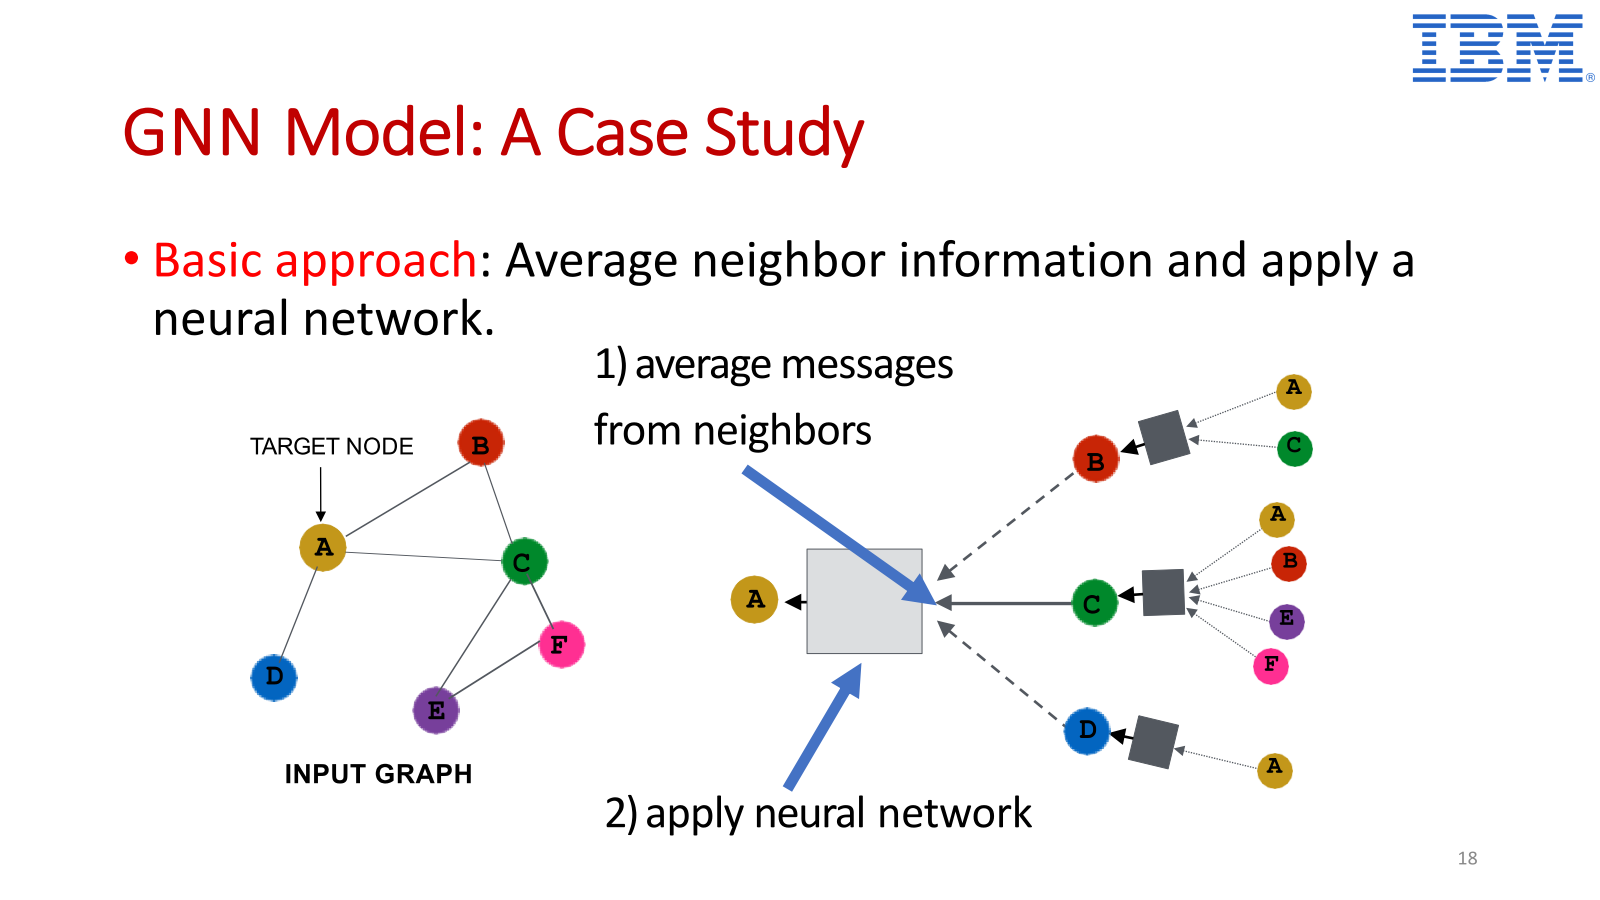 IBM®
GNN Model: A Case Study
• Basic approach: Average neighbor information and apply a
neural network.
1) average messages
from neighbors
TARGET NODE
B
A
C
F
D
E
INPUT GRAPH
A
B
C
D
A
C
A
B
E
F
A
2) apply neural network
18